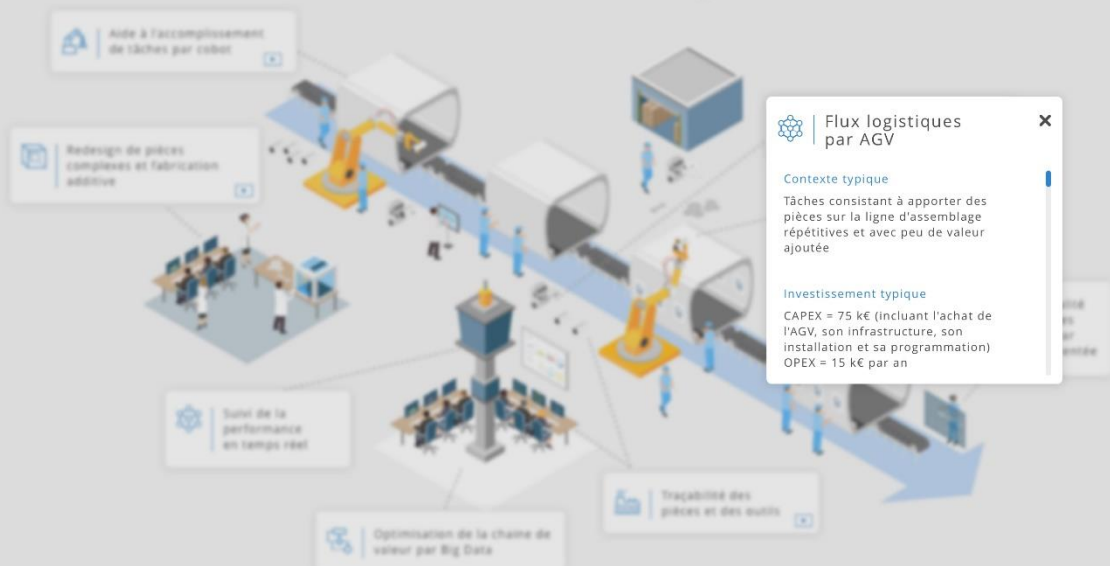 Aide à l'accomplissement
de tâches par cobot
Redesign de pièces
complexes et fabrication
additive
Flux logistiques
par AGV
Contexte typique
Tâches consistant à apporter des
pièces sur la ligne d'assemblage
répétitives et avec peu de valeur
ajoutée
Investissement typique
CAPEX = 75 k€ (incluant l'achat de
l'AGV, son infrastructure, son
installation et sa programmation)
OPEX = 15 k€ par an
Suivi de la
performance
en temps réel
Traçabilité des
pièces et des outils
Optimisation de la chaine de
valeur par Big Data